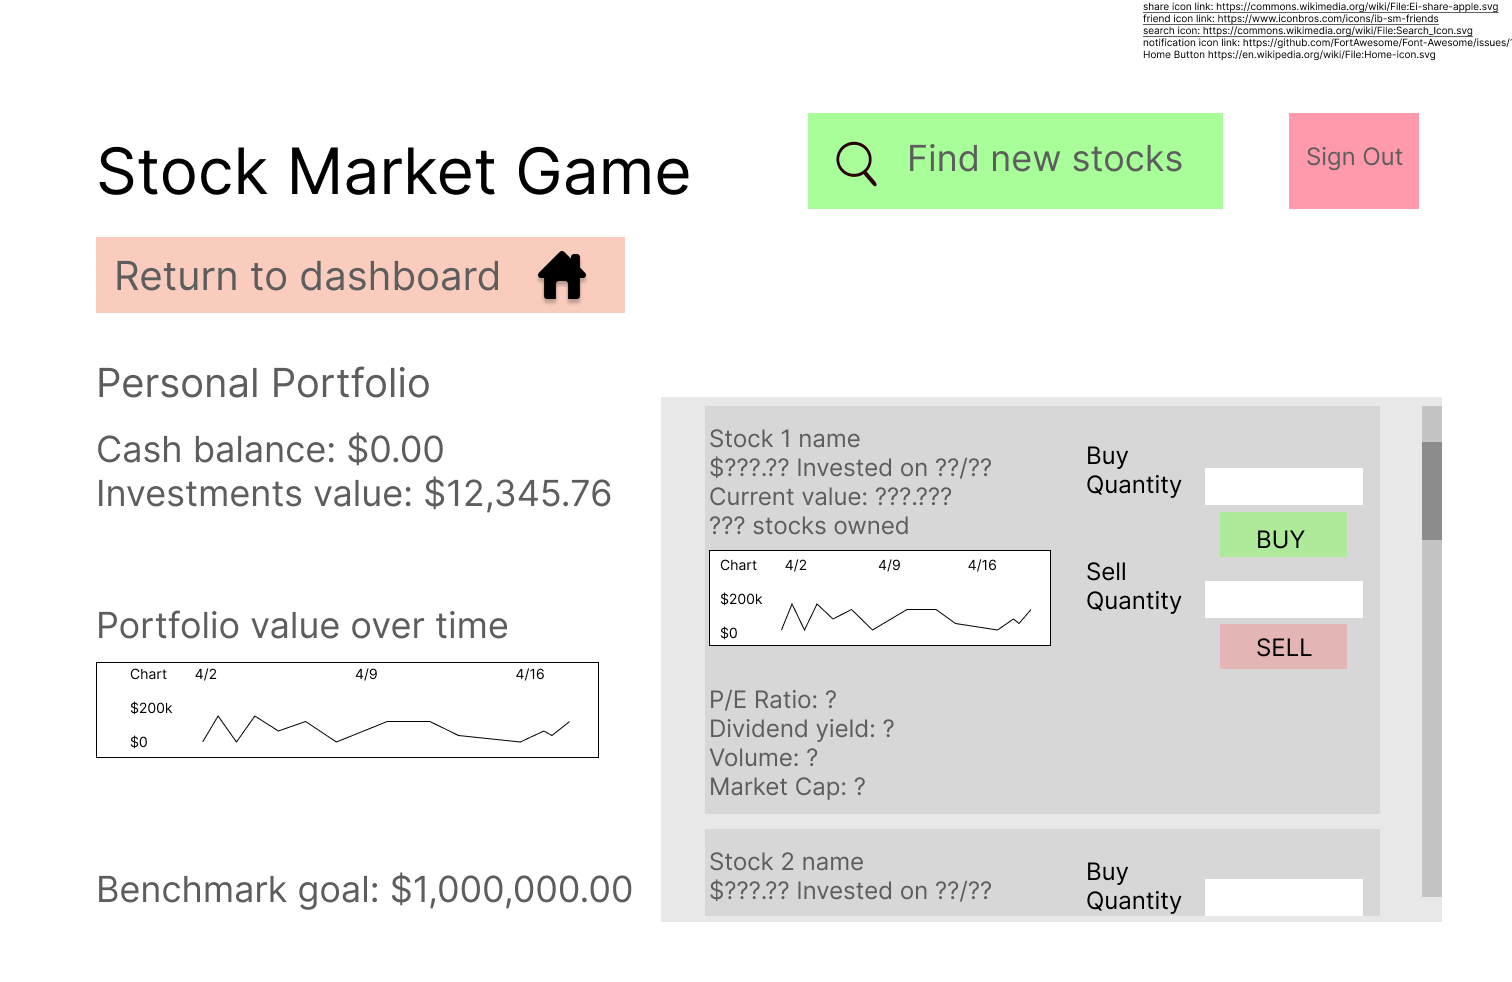 share icon link: https://commons.wikimedia.org/wiki/File:Ei-share-apple.svg
friend icon link: https://www.iconbros.com/icons/ib-sm-friends
search icon: https://commons.wikimedia.org/wiki/File:Search_Icon.svg
notification icon link: https://github.com/FortAwesome/Font-Awesome/issues/
Home Button https://en.wikipedia.org/wiki/File:Home-icon.svg
Stock Market Game
Find new stocks
Sign Out
Return to dashboard
Personal Portfolio
Cash balance: $0.00
Investments value: $12,345.76
Portfolio value over time
Chart 4/2 4/9 4/16
$200k
$0
Benchmark goal: $1,000,000.00
Stock 1 name
$???.?? Invested on ??/??
Current value: ???.???
??? stocks owned
Chart 4/2 4/9 4/16
$200k
$0
P/E Ratio: ?
Dividend yield: ?
Volume: ?
Market Cap: ?
Buy
Quantity
BUY
Sell
Quantity
SELL
Stock 2 name
$???.?? Invested on ??/??
Buy
Quantity